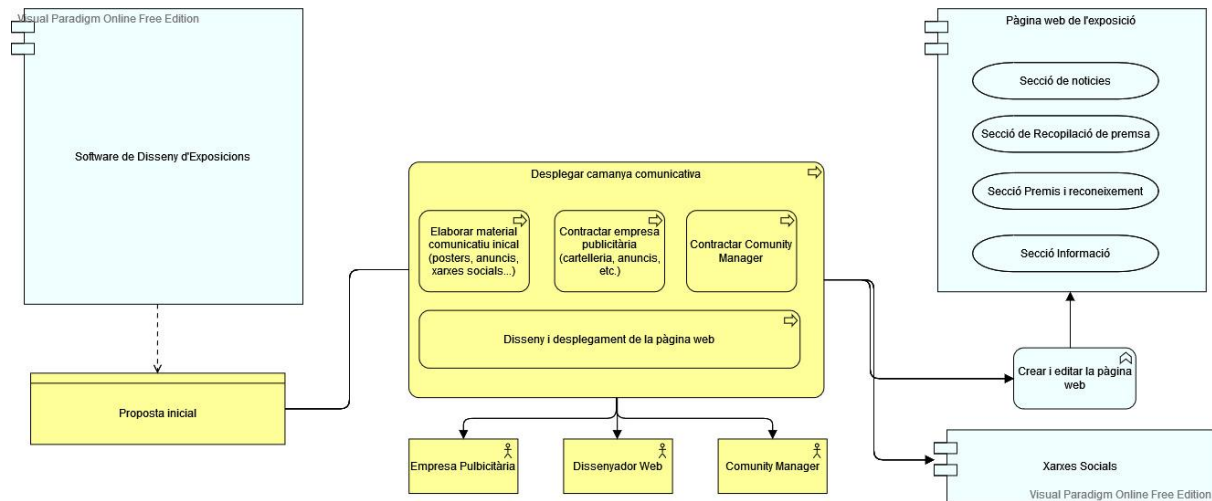 Visual Paradigm Online Free Edition
Software de Disseny d'Exposicions
Proposta inicial
Desplegar camanya comunicativa
Elaborar material
comunicatiu inical
(posters, anuncis,
xarxes socials...)
Contractar empresa
publicitària
(cartelleria, anuncis,
etc.)
Contractar Comunity
Manager
Disseny i desplegament de la pàgina web
Empresa Pulbicitària
Dissenyador Web
Comunity Manager
Pàgina web de l'exposició
Secció de noticies
Secció de Recopilació de premsa
Secció Premis i reconeixement
Secció Informació
Crear i editar la pàgina
web
Xarxes Socials
Visual Paradigm Online Free Edition